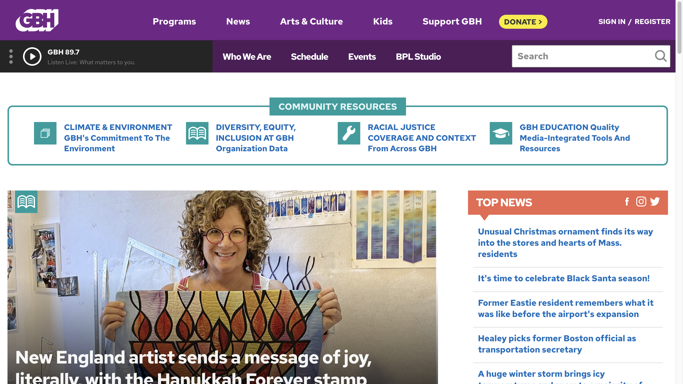 GBH
Programs
News
Arts & Culture
Kids
Support GBH
DONATE >
SIGN IN / REGISTER
GBH 89.7
Listen Live: What matters to you.
Who We Are
Schedule
Events
BPL Studio
Search
COMMUNITY RESOURCES
CLIMATE & ENVIRONMENT
GBH's Commitment To The
Environment
DIVERSITY, EQUITY,
INCLUSION AT GBH
Organization Data
RACIAL JUSTICE
COVERAGE AND CONTEXT
From Across GBH
GBH EDUCATION Quality
Media-Integrated Tools And
Resources
New England artist sends a message of joy,
literally, with the Hanukkah Forever stamp
TOP NEWS
Unusual Christmas ornament finds its way
into the stores and hearts of Mass.
residents
It's time to celebrate Black Santa season!
Former Eastie resident remembers what it
was like before the airport's expansion
Healey picks former Boston official as
transportation secretary
A huge winter storm brings icy